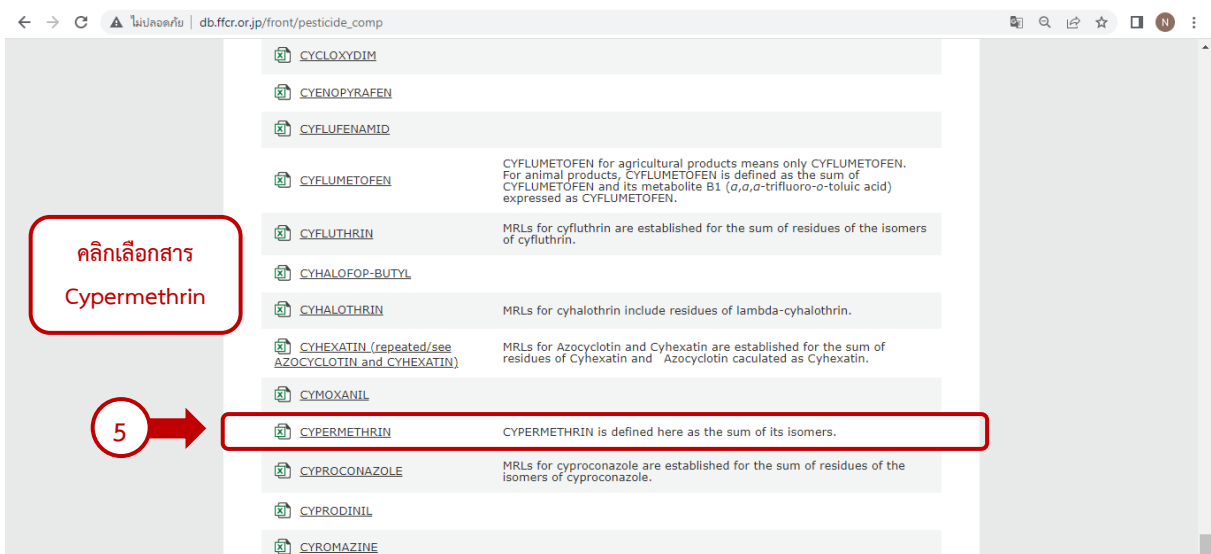 ไม่ปลอดภัย | db.ffcr.or.jp/front/pesticide_comp
N
CYCLOXYDIM
CYENOPYRAFEN
CYFLUFENAMID
CYFLUMETOFEN
CYFLUMETOFEN for agricultural products means only CYFLUMETOFEN.
For animal products, CYFLUMETOFEN is defined as the sum of
CYFLUMETOFEN and its metabolite B1 (α,α,α-trifluoro-o-toluic acid)
expressed as CYFLUMETOFEN.
คลิกเลือกสาร
Cypermethrin
CYFLUTHRIN
MRLs for cyfluthrin are established for the sum of residues of the isomers
of cyfluthrin.
CYHALOFOP-BUTYL
CYHALOTHRIN
MRLs for cyhalothrin include residues of lambda-cyhalothrin.
CYHEXATIN (repeated/see
AZOCYCLOTIN and CYHEXATIN)
MRLs for Azocyclotin and Cyhexatin are established for the sum of
residues of Cyhexatin and Azocyclotin caculated as Cyhexatin.
CYMOXANIL
5
CYPERMETHRIN
CYPERMETHRIN is defined here as the sum of its isomers.
CYPROCONAZOLE
MRLs for cyproconazole are established for the sum of residues of the
isomers of cyproconazole.
CYPRODINIL
CYROMAZINE